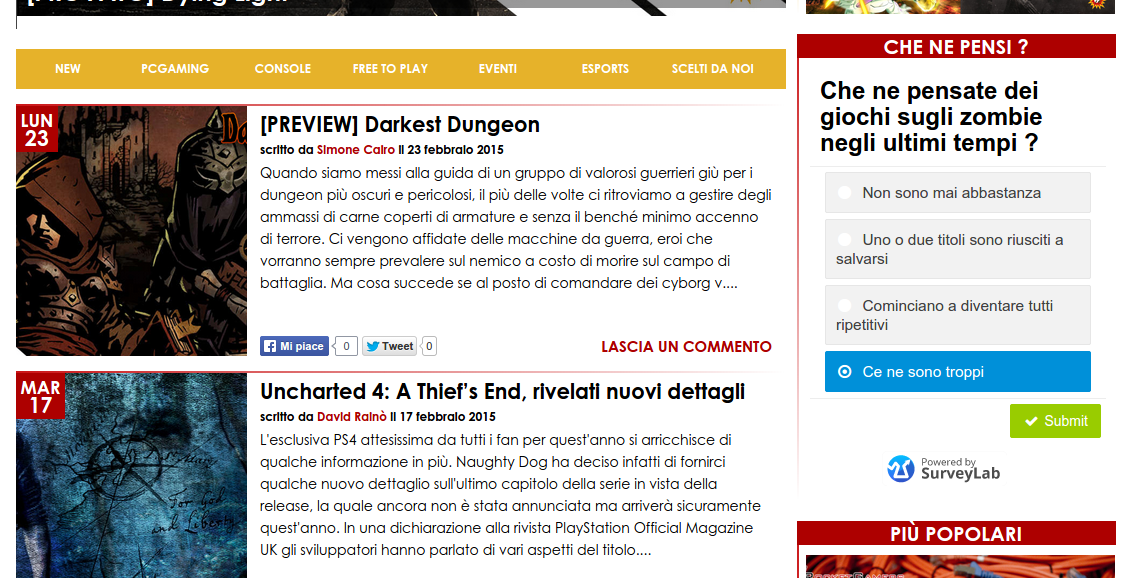 [PREVIEW] Dying Light
NEW PCGAMING CONSOLE FREE TO PLAY EVENTI ESPORTS SCELTI DA NOI
LUN
23
[PREVIEW] Darkest Dungeon
scritto da Simone Cairo il 23 febbraio 2015
Quando siamo messi alla guida di un gruppo di valorosi guerrieri giù per i
dungeon più oscuri e pericolosi, il più delle volte ci ritroviamo a gestire degli
ammassi di carne coperti di armature e senza il benché minimo accenno
di terrore. Ci vengono affidate delle macchine da guerra, eroi che
vorranno sempre prevalere sul nemico a costo di morire sul campo di
battaglia. Ma cosa succede se al posto di comandare dei cyborg v....
Mi piace 0 Tweet 0
LASCIA UN COMMENTO
MAR
17
Uncharted 4: A Thief's End, rivelati nuovi dettagli
scritto da David Rainò il 17 febbraio 2015
L'esclusiva PS4 attesissima da tutti i fan per quest'anno si arricchisce di
qualche informazione in più. Naughty Dog ha deciso infatti di fornirci
qualche nuovo dettaglio sull'ultimo capitolo della serie in vista della
release, la quale ancora non è stata annunciata ma arriverà sicuramente
quest'anno. In una dichiarazione alla rivista PlayStation Official Magazine
UK gli sviluppatori hanno parlato di vari aspetti del titolo....
For god
and Liberty
CHE NE PENSI ?
Che ne pensate dei
giochi sugli zombie
negli ultimi tempi ?
Non sono mai abbastanza
Uno o due titoli sono riusciti a
salvarsi
Cominciano a diventare tutti
ripetitivi
Ce ne sono troppi
Submit
Powered by
SurveyLab
PIÙ POPOLARI